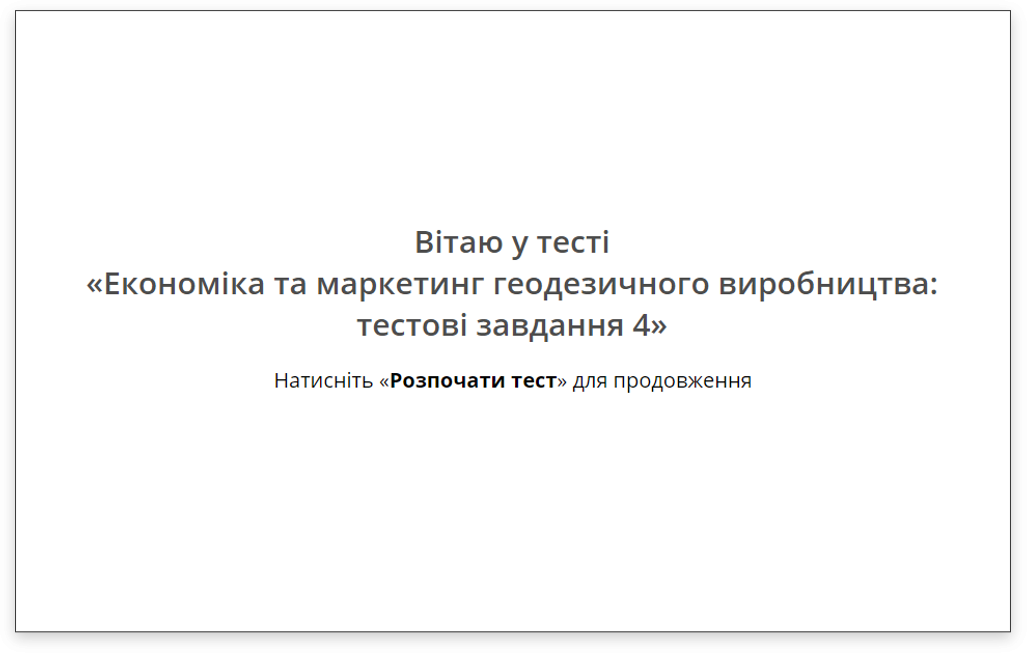 Вітаю у тесті
«Економіка та маркетинг геодезичного виробництва:
тестові завдання 4»
Натисніть «Розпочати тест» для продовження